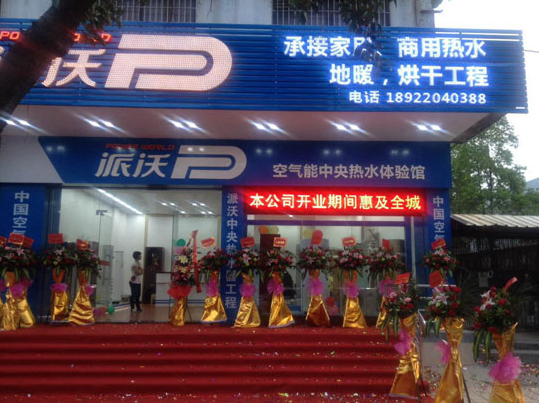 POWER WORLD
派沃
承接家用 商用热水
地暖，烘干工程
电话 18922040388
POWER WORLD
派沃
空气能中央热水体验馆
本公司开业期间惠及全城
中国空气
派沃中央热水工程
中国空气